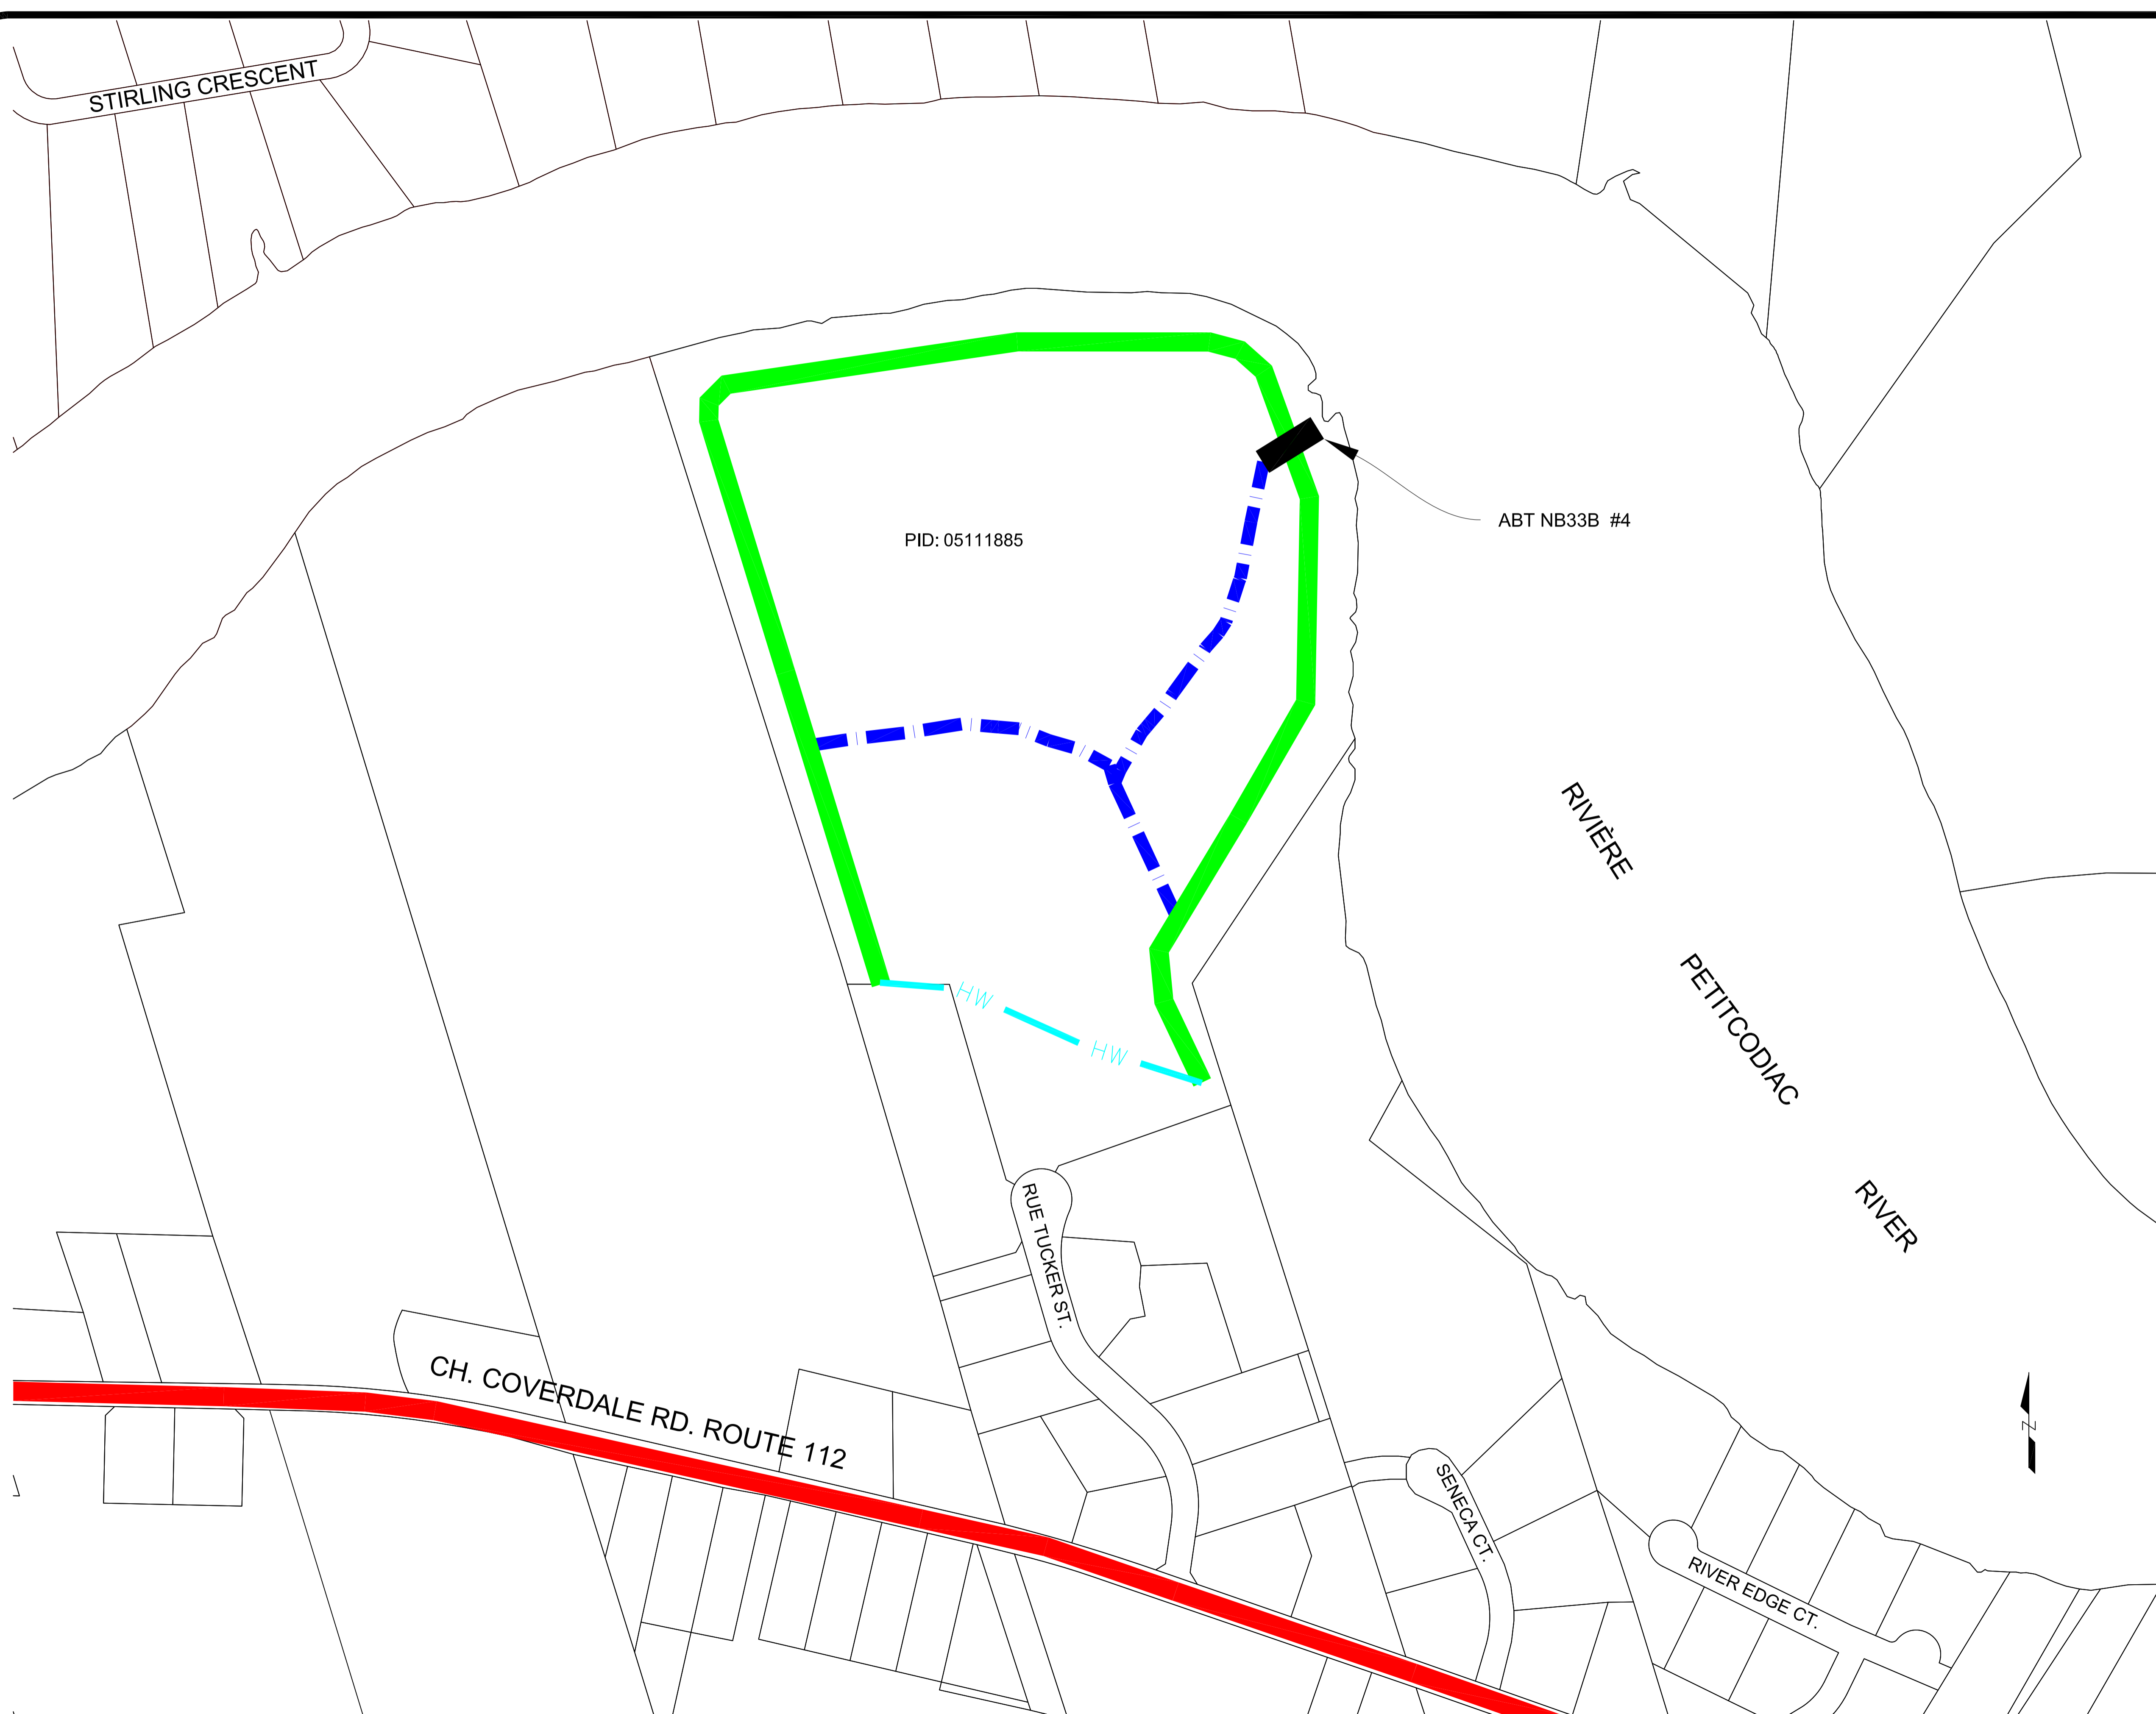 STIRLING CRESCENT
ABT NB33B #4
PID: 05111885
RIVIÈRE
PETITCODIAC
RIVER
HW
HW
RUE TUCKER ST.
CH. COVERDALE RD. ROUTE 112
N
SENECA CT.
RIVER EDGE CT.